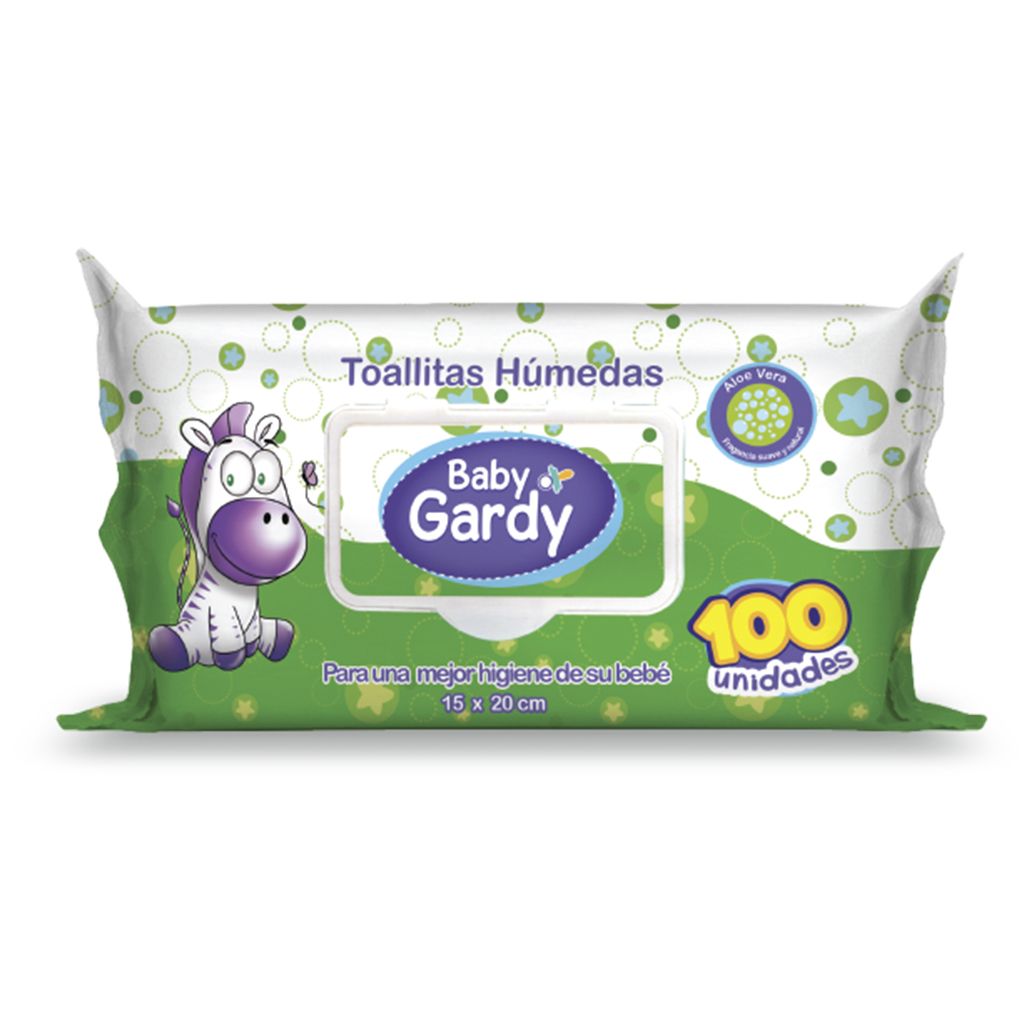 Toallitas Húmedas
Aloe Vera
Fragancia suave y natural
Baby
Gardy
100
unidades
Para una mejor higiene de su bebé
15 x 20 cm